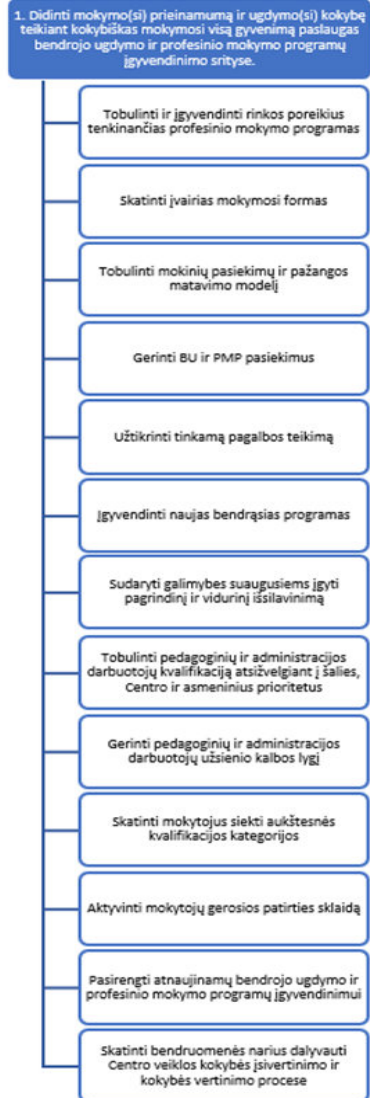 1. Didinti mokymo(si) prieinamumą ir ugdymo(si) kokybę
teikiant kokybiškas mokymosi visą gyvenimą paslaugas
bendrojo ugdymo ir profesinio mokymo programų
įgyvendinimo srityse.
Tobulinti ir įgyvendinti rinkos poreikius
tenkinančias profesinio mokymo programas
Skatinti įvairias mokymosi formas
Tobulinti mokinių pasiekimų ir pažangos
matavimo modelį
Gerinti BU ir PMP pasiekimus
Užtikrinti tinkamą pagalbos teikimą
Įgyvendinti naujas bendrąsias programas
Sudaryti galimybes suaugusiems įgyti
pagrindinį ir vidurinį išsilavinimą
Tobulinti pedagoginių ir administracijos
darbuotojų kvalifikaciją atsižvelgiant į šalies,
Centro ir asmeninius prioritetus
Gerinti pedagoginių ir administracijos
darbuotojų užsienio kalbos lygį
Skatinti mokytojus siekti aukštesnės
kvalifikacijos kategorijos
Aktyvinti mokytojų gerosios patirties sklaidą
Pasirengti atnaujinamų bendrojo ugdymo ir
profesinio mokymo programų įgyvendinimui
Skatinti bendruomenės narius dalyvauti
Centro veiklos kokybės įsivertinimo ir
kokybės vertinimo procese